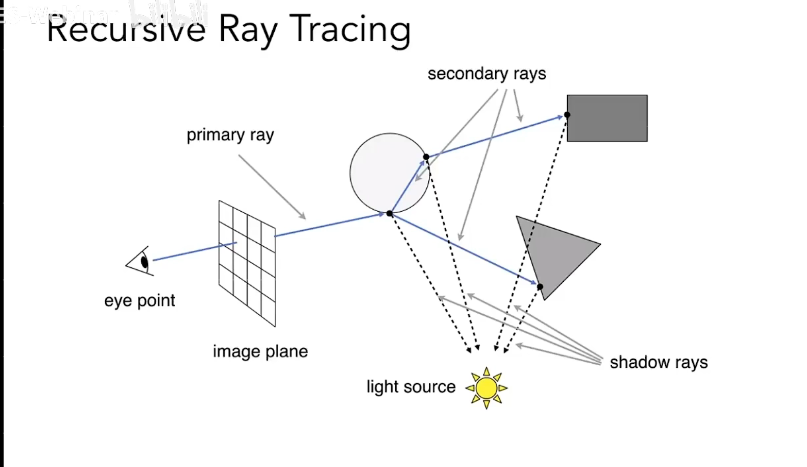 Recursive Ray Tracing
secondary rays
primary ray
eye point
image plane
light source
shadow rays